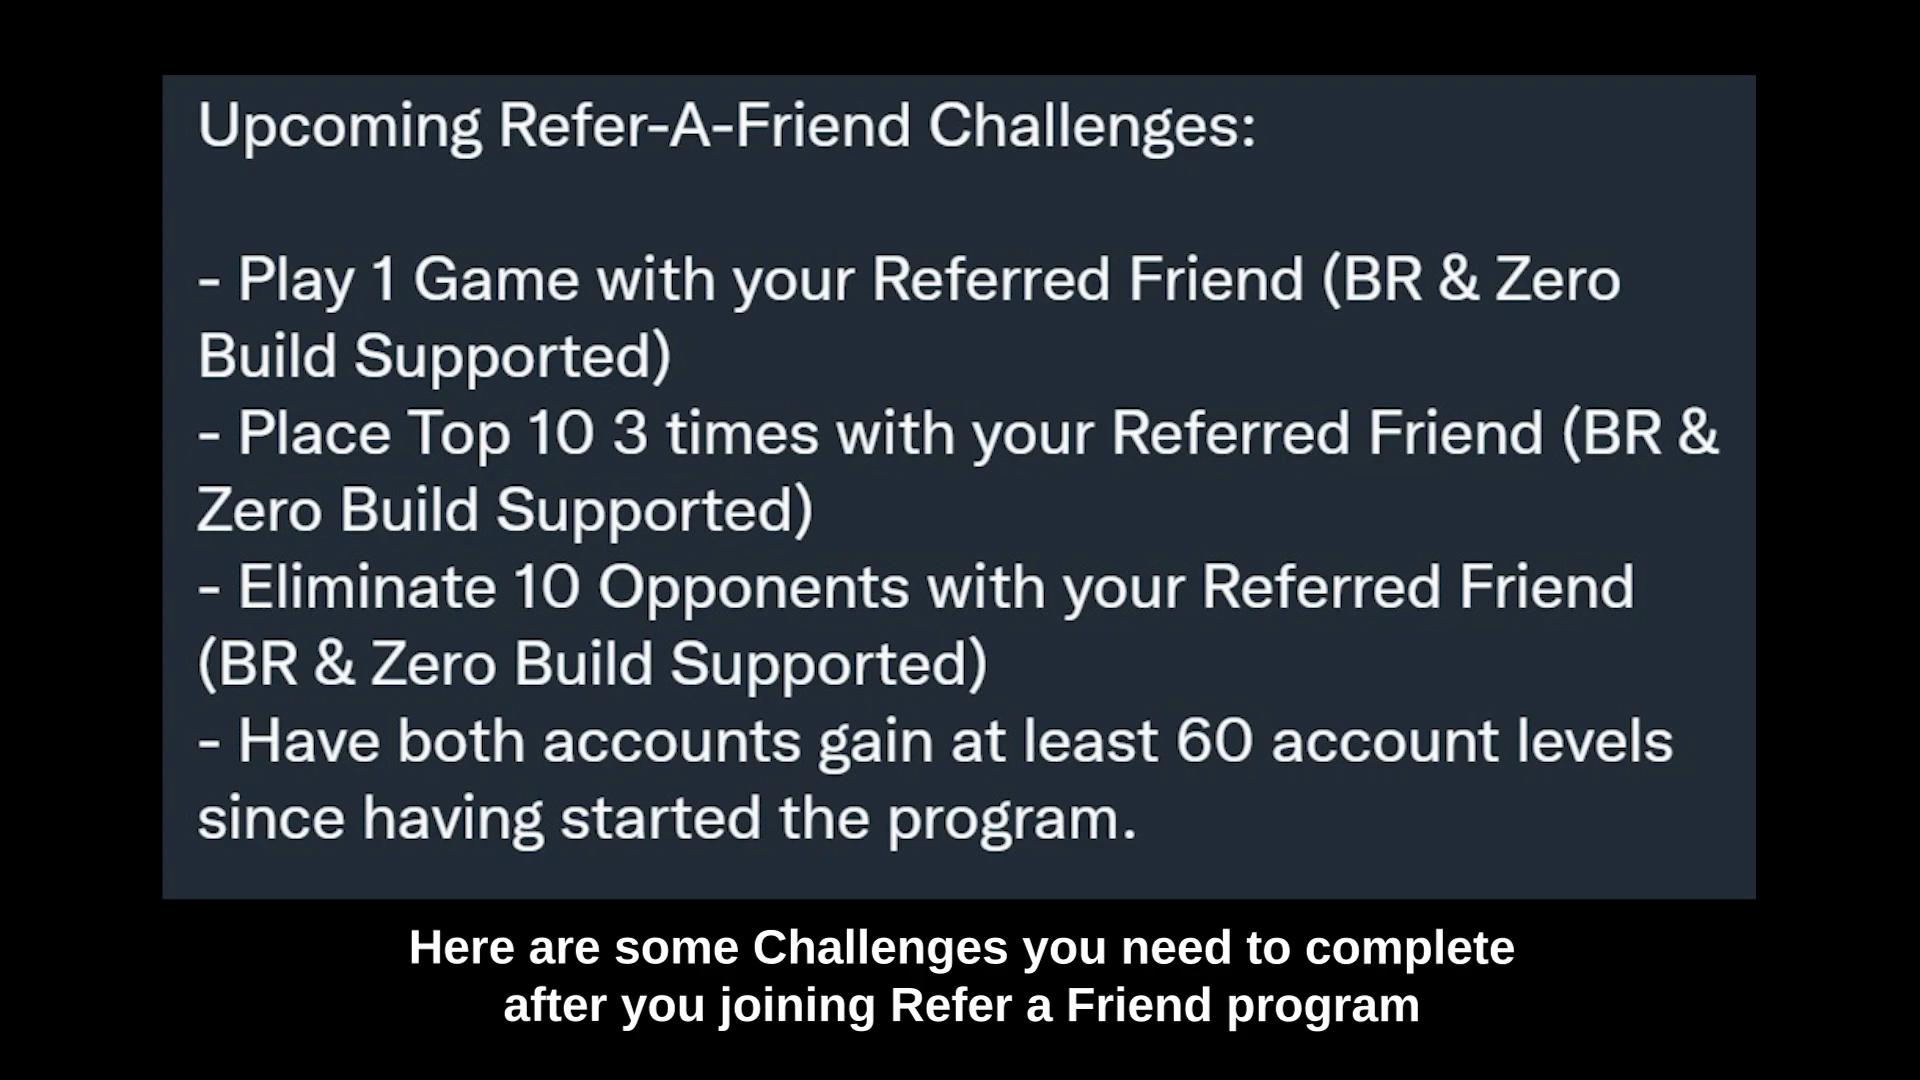 Upcoming Refer-A-Friend Challenges:
- Play 1 Game with your Referred Friend (BR & Zero
Build Supported)
- Place Top 10 3 times with your Referred Friend (BR &
Zero Build Supported)
- Eliminate 10 Opponents with your Referred Friend
(BR & Zero Build Supported)
- Have both accounts gain at least 60 account levels
since having started the program.
Here are some Challenges you need to complete
after you joining Refer a Friend program